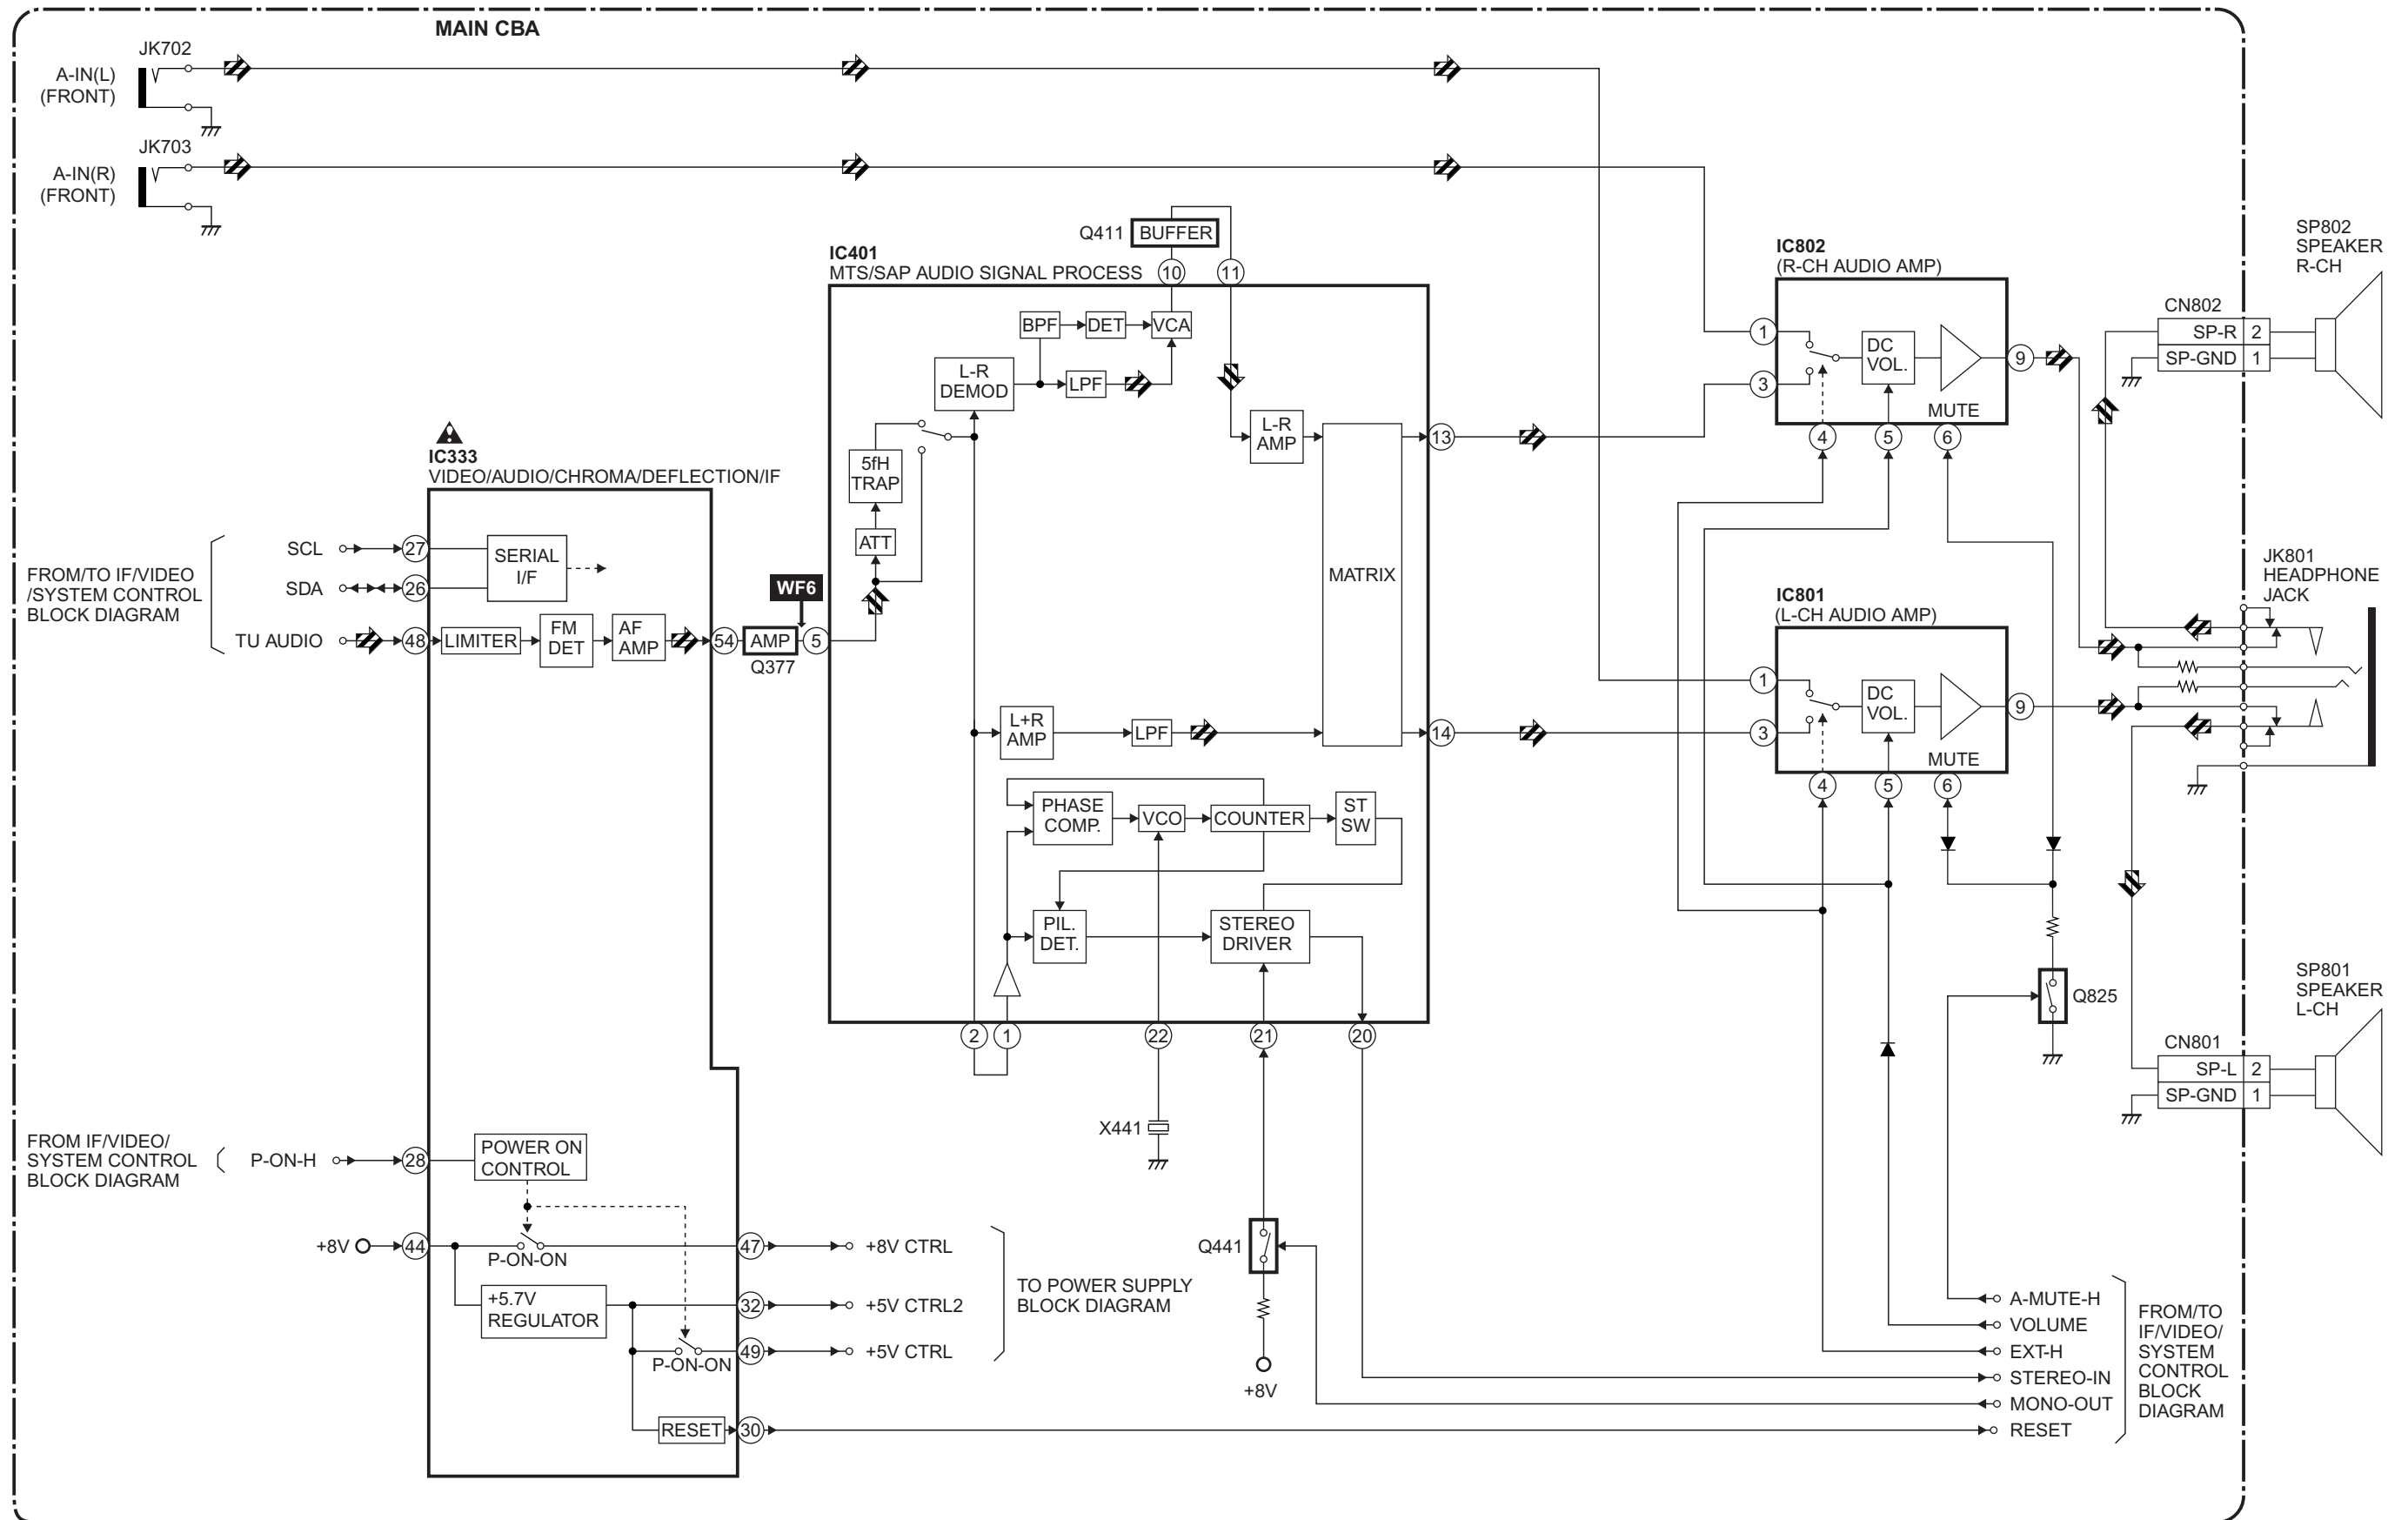 MAIN CBA
JK702
A-IN(L)
(FRONT)
JK703
A-IN(R)
(FRONT)
Q411
BUFFER
IC401
MTS/SAP AUDIO SIGNAL PROCESS
10
11
BPF
DET
VCA
L-R
DEMOD
LPF
L-R
AMP
5fH
TRAP
ATT
MATRIX
13
14
L+R
AMP
LPF
PHASE
COMP.
VCO
COUNTER
ST
SW
PIL.
DET.
STEREO
DRIVER
2
1
22
21
20
X441
Q441
+8V
IC333
VIDEO/AUDIO/CHROMA/DEFLECTION/IF
FROM/TO IF/VIDEO
/SYSTEM CONTROL
BLOCK DIAGRAM
SCL
27
SDA
26
TU AUDIO
48
SERIAL
I/F
LIMITER
FM
DET
AF
AMP
54
AMP
Q377
WF6
5
FROM IF/VIDEO/
SYSTEM CONTROL
BLOCK DIAGRAM
P-ON-H
28
POWER ON
CONTROL
+8V
44
P-ON-ON
47
+8V CTRL
+5.7V
REGULATOR
32
+5V CTRL2
P-ON-ON
49
+5V CTRL
TO POWER SUPPLY
BLOCK DIAGRAM
RESET
30
IC802
(R-CH AUDIO AMP)
1
3
DC
VOL.
9
MUTE
4
5
6
IC801
(L-CH AUDIO AMP)
1
3
DC
VOL.
9
MUTE
4
5
6
Q825
SP802
SPEAKER
R-CH
CN802
SP-R
2
SP-GND
1
JK801
HEADPHONE
JACK
SP801
SPEAKER
L-CH
CN801
SP-L
2
SP-GND
1
A-MUTE-H
VOLUME
EXT-H
STEREO-IN
MONO-OUT
RESET
FROM/TO
IF/VIDEO/
SYSTEM
CONTROL
BLOCK
DIAGRAM